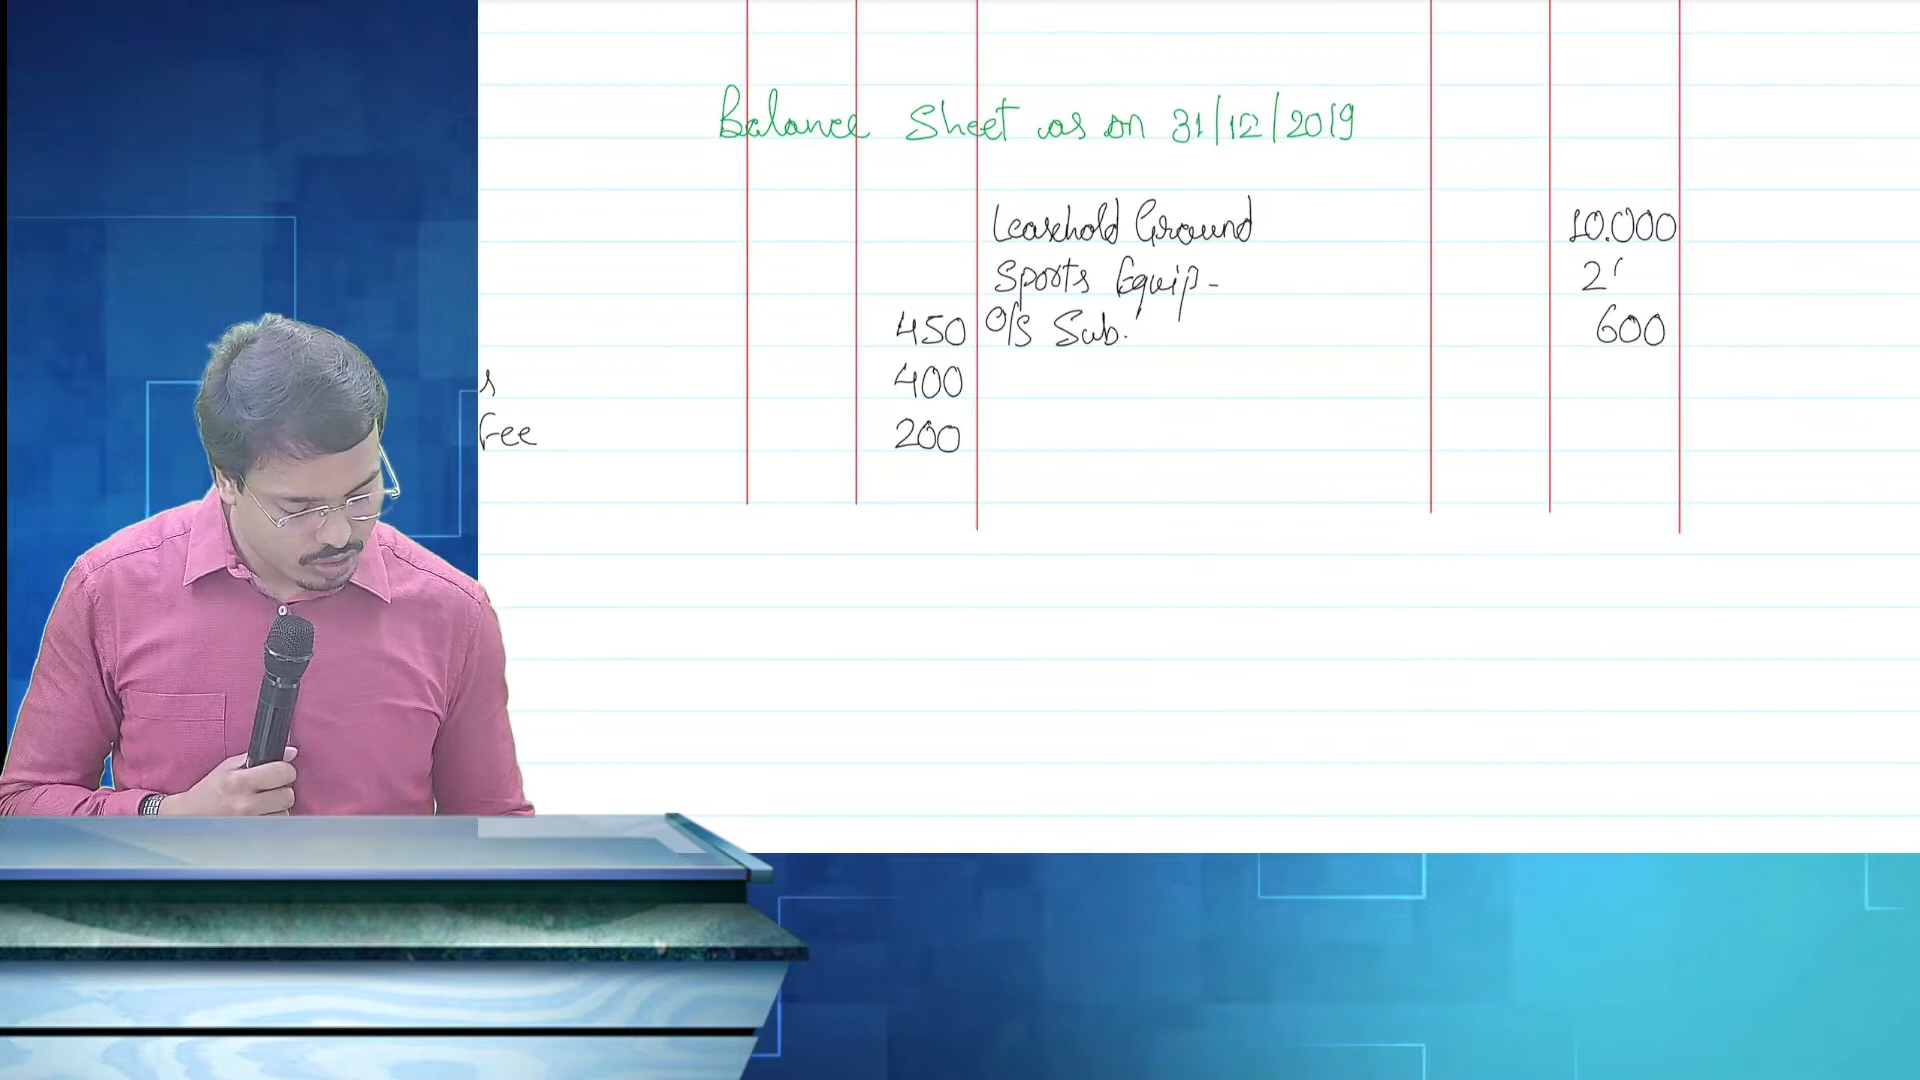 Balance Sheet as on 31/12/2019
Leasehold Ground 10.000
Sports Equip-
450 O/S Sub. 600
s 400
Fee 200